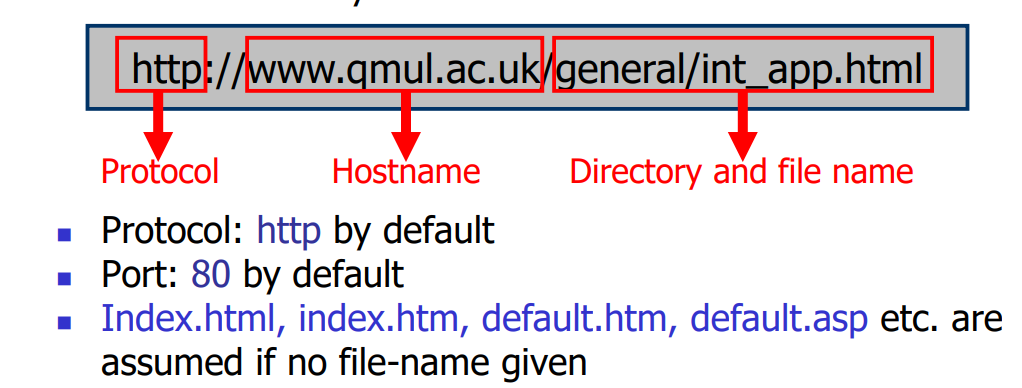 http://www.qmul.ac.uk/general/int_app.html
Protocol Hostname Directory and file name
Protocol: http by default
Port: 80 by default
Index.html, index.htm, default.htm, default.asp etc. are
assumed if no file-name given